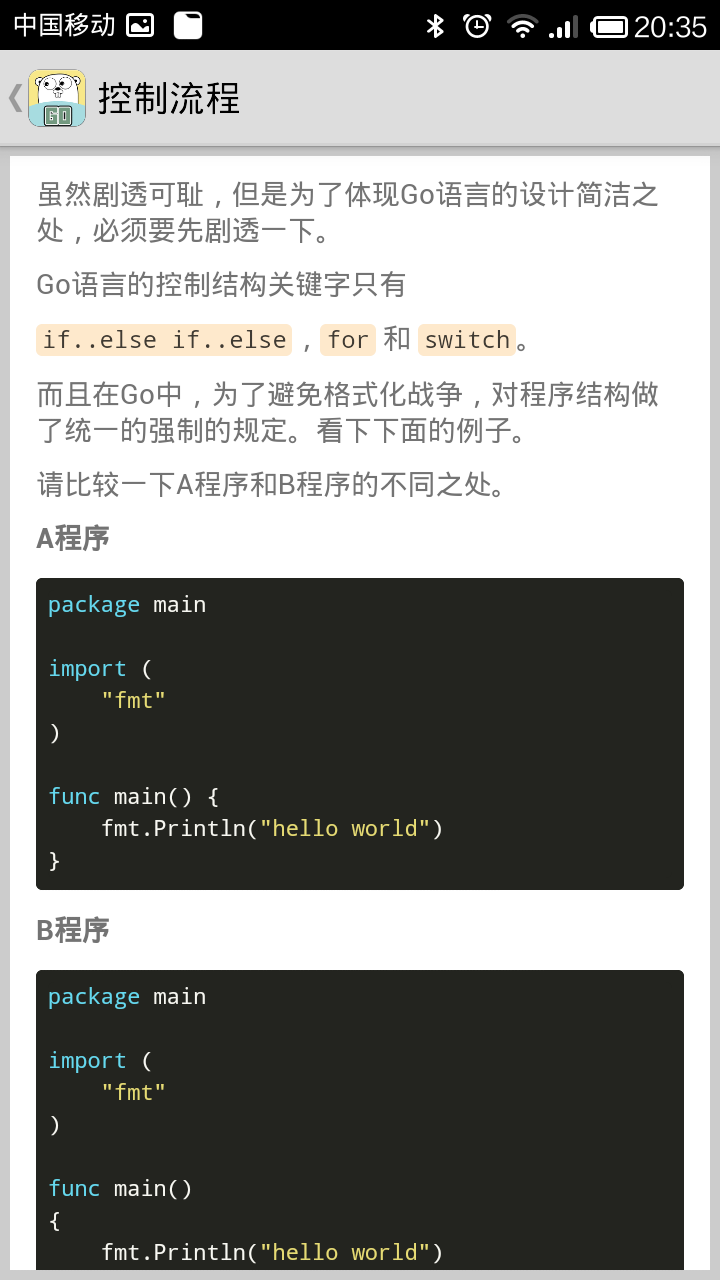 中国移动 20:35
GO
控制流程
虽然剧透可耻，但是为了体现Go语言的设计简洁之
处，必须要先剧透一下。
Go语言的控制结构关键字只有
if..else if..else ，for 和 switch。
而且在Go中，为了避免格式化战争，对程序结构做
了统一的强制的规定。看下下面的例子。
请比较一下A程序和B程序的不同之处。
A程序
package main
import (
    "fmt"
)
func main() {
    fmt.Println("hello world")
}
B程序
package main
import (
    "fmt"
)
func main()
{
    fmt.Println("hello world")